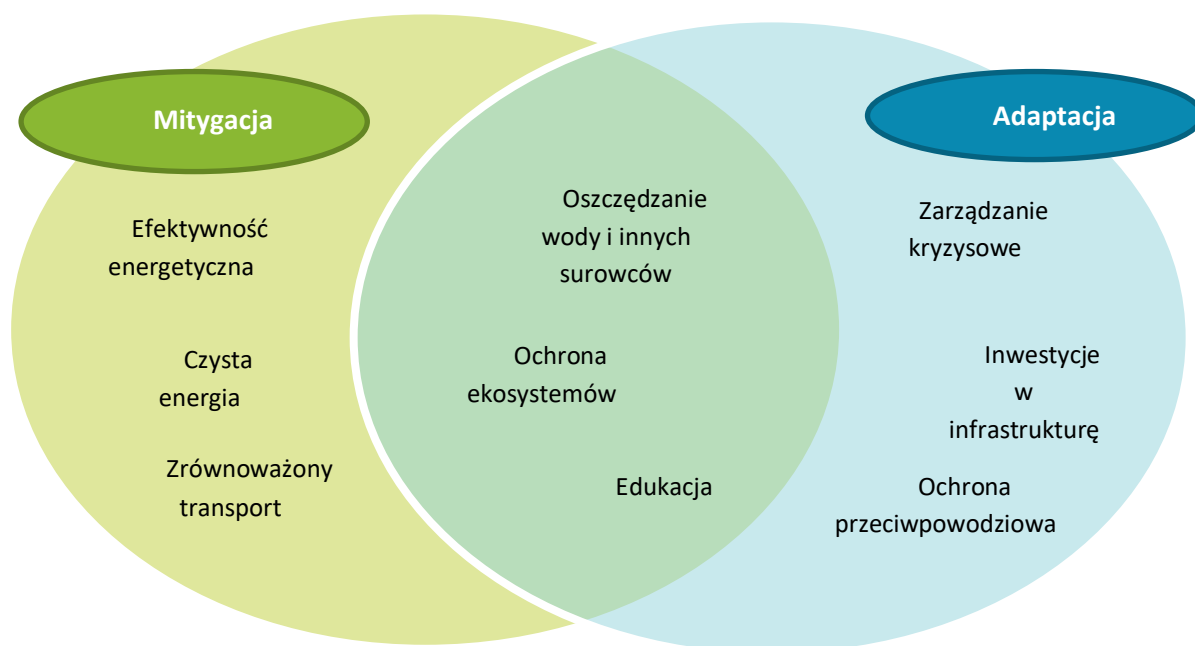 Mitygacja
Adaptacja
Efektywność
energetyczna
Czysta
energia
Zrównoważony
transport
Oszczędzanie
wody i innych
surowców
Ochrona
ekosystemów
Edukacja
Zarządzanie
kryzysowe
Inwestycje
w
infrastrukturę
Ochrona
przeciwpowodziowa